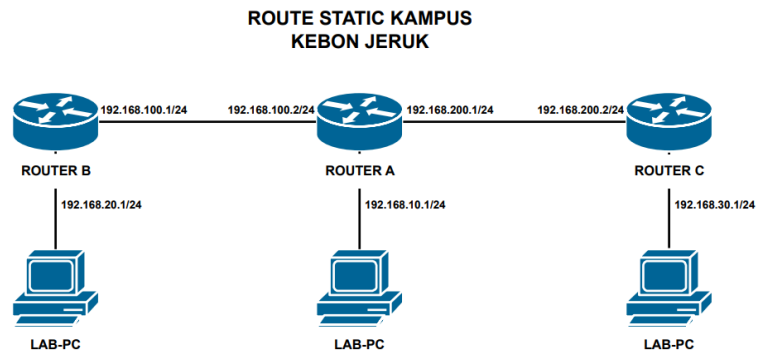 ROUTE STATIC KAMPUS
KEBON JERUK
192.168.100.1/24
192.168.100.2/24
192.168.200.1/24
192.168.200.2/24
ROUTER B
ROUTER A
ROUTER C
192.168.20.1/24
192.168.10.1/24
192.168.30.1/24
LAB-PC
LAB-PC
LAB-PC